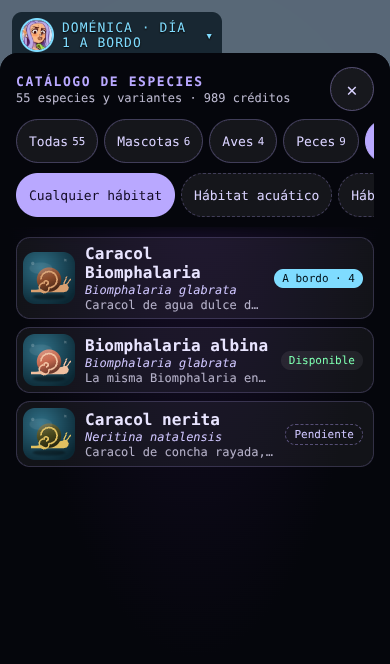 DOMÉNICA · DÍA
1 A BORDO ▾
CATÁLOGO DE ESPECIES
55 especies y variantes · 989 créditos
×
Todas 55
Mascotas 6
Aves 4
Peces 9
Cualquier hábitat
Hábitat acuático
Háb
Caracol
Biomphalaria
Biomphalaria glabrata
Caracol de agua dulce d…
A bordo · 4
Biomphalaria albina
Biomphalaria glabrata
La misma Biomphalaria en…
Disponible
Caracol nerita
Neritina natalensis
Caracol de concha rayada,…
Pendiente